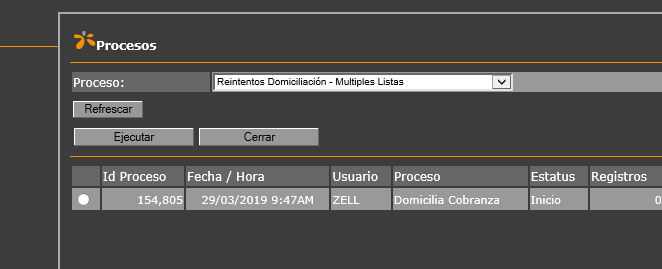 Procesos
Proceso: Reintentos Domiciliación - Multiples Listas
Refrescar
Ejecutar Cerrar
Id Proceso Fecha / Hora Usuario Proceso Estatus Registros
154,805 29/03/2019 9:47AM ZELL Domicilia Cobranza Inicio 0